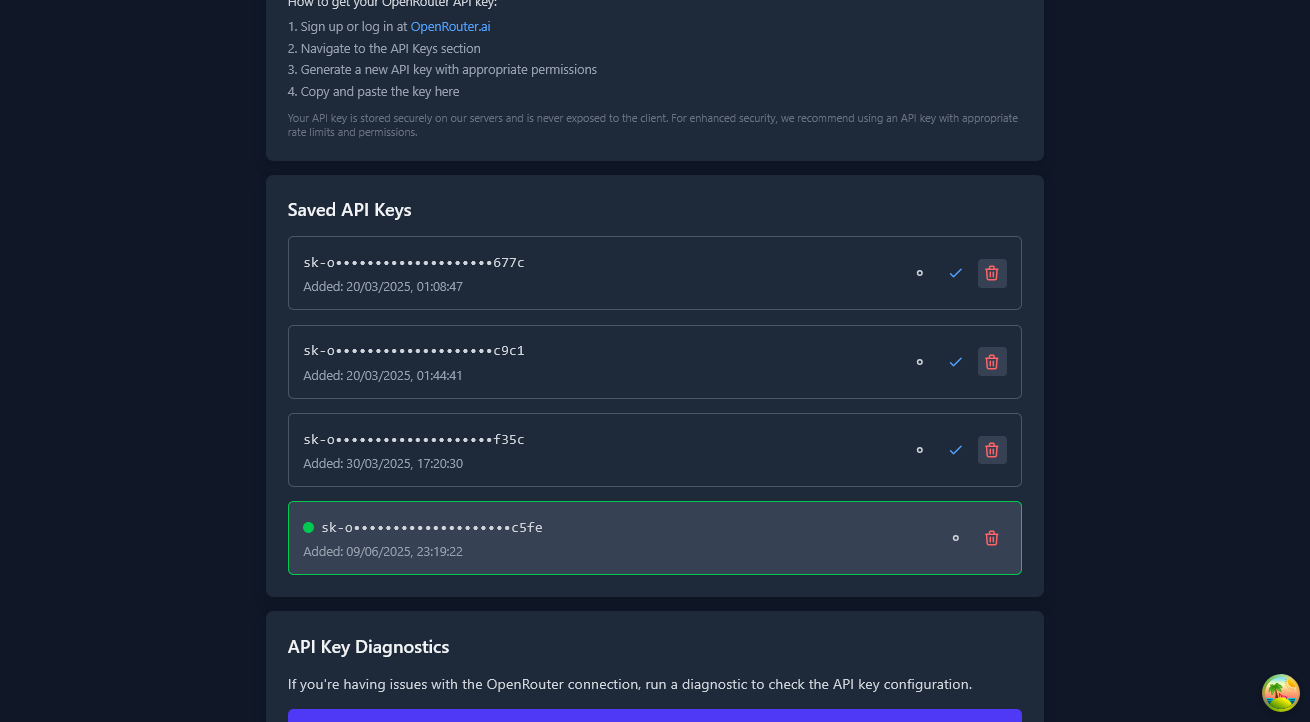 How to get your OpenRouter API key:
1. Sign up or log in at OpenRouter.ai
2. Navigate to the API Keys section
3. Generate a new API key with appropriate permissions
4. Copy and paste the key here
Your API key is stored securely on our servers and is never exposed to the client. For enhanced security, we recommend using an API key with appropriate
rate limits and permissions.
Saved API Keys
sk-o••••••••••••••••••••677c
Added: 20/03/2025, 01:08:47
sk-o••••••••••••••••••••c9c1
Added: 20/03/2025, 01:44:41
sk-o••••••••••••••••••••f35c
Added: 30/03/2025, 17:20:30
sk-o••••••••••••••••••••c5fe
Added: 09/06/2025, 23:19:22
API Key Diagnostics
If you're having issues with the OpenRouter connection, run a diagnostic to check the API key configuration.